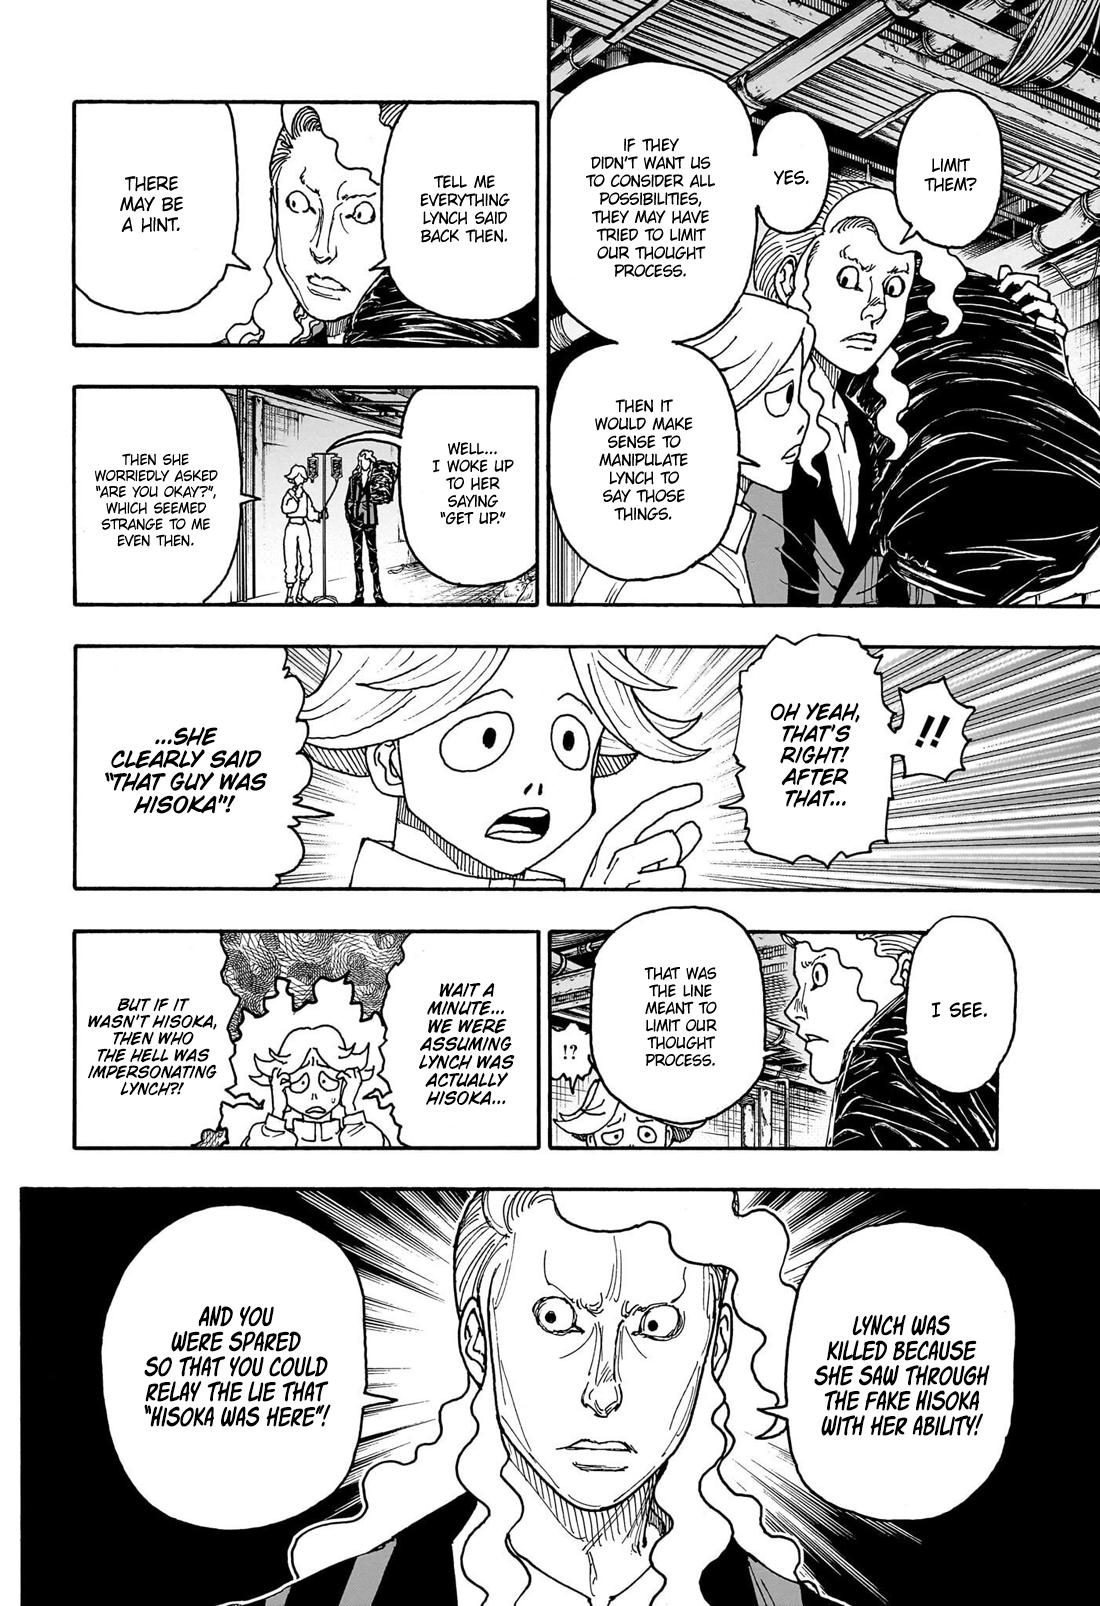 LIMIT
THEM?
YES.
IF THEY
DIDN'T WANT US
TO CONSIDER ALL
POSSIBILITIES,
THEY MAY HAVE
TRIED TO LIMIT
OUR THOUGHT
PROCESS.
THEN IT
WOULD MAKE
SENSE TO
MANIPULATE
LYNCH TO
SAY THOSE
THINGS.
TELL ME
EVERYTHING
LYNCH SAID
BACK THEN.
THERE
MAY BE
A HINT.
WELL...
I WOKE UP
TO HER
SAYING
"GET UP."
THEN SHE
WORRIEDLY ASKED
"ARE YOU OKAY?",
WHICH SEEMED
STRANGE TO ME
EVEN THEN.
!!
OH YEAH,
THAT'S
RIGHT!
AFTER
THAT...
...SHE
CLEARLY SAID
"THAT GUY WAS
HISOKA"!
I SEE.
THAT WAS
THE LINE
MEANT TO
LIMIT OUR
THOUGHT
PROCESS.
!?
WAIT A
MINUTE...
WE WERE
ASSUMING
LYNCH WAS
ACTUALLY
HISOKA...
BUT IF IT
WASN'T HISOKA,
THEN WHO
THE HELL WAS
IMPERSONATING
LYNCH?!
LYNCH WAS
KILLED BECAUSE
SHE SAW THROUGH
THE FAKE HISOKA
WITH HER ABILITY!
AND YOU
WERE SPARED
SO THAT YOU COULD
RELAY THE LIE THAT
"HISOKA WAS HERE"!